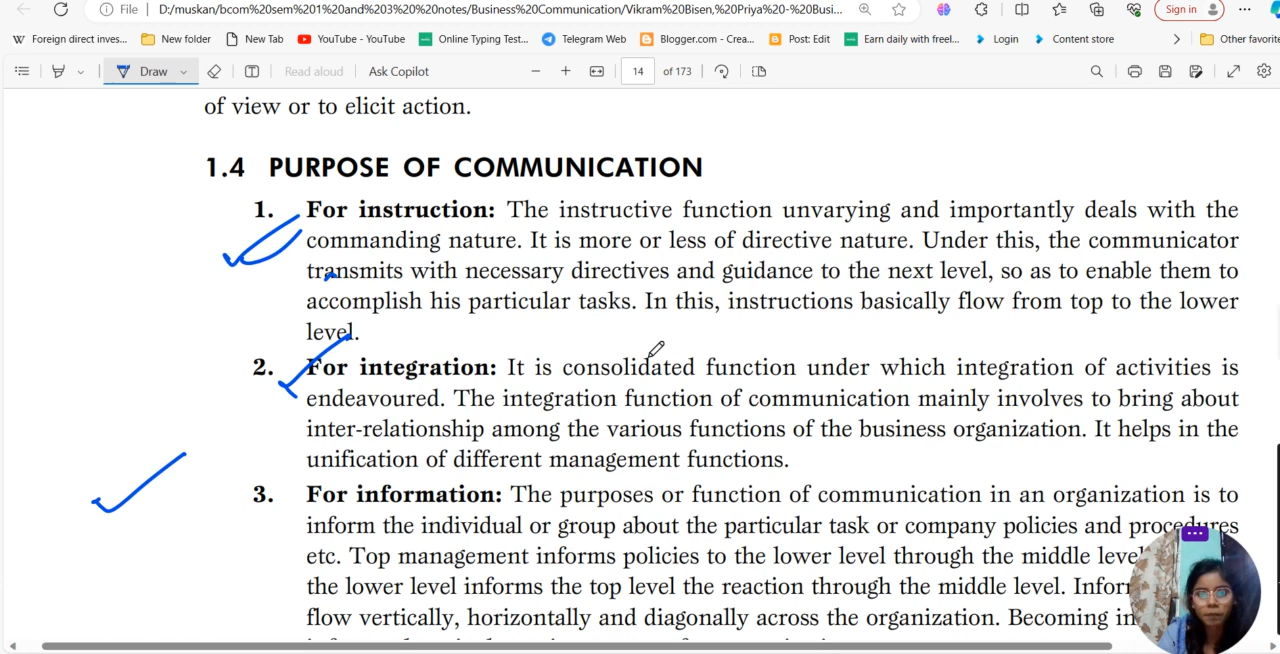 File D:/muskan/bcom%20sem%201%20and%203%20%20notes/Business%20Communication/Vikram%20Bisen,%20Priya%20-%20Busi... Sign in
W Foreign direct inves... New folder New Tab YouTube - YouTube Online Typing Test... Telegram Web Blogger.com - Crea... Post: Edit Earn daily with freel... Login Content store Other favorite
Draw Read aloud Ask Copilot 14 of 173
of view or to elicit action.
1.4 PURPOSE OF COMMUNICATION
1. For instruction: The instructive function unvarying and importantly deals with the
commanding nature. It is more or less of directive nature. Under this, the communicator
transmits with necessary directives and guidance to the next level, so as to enable them to
accomplish his particular tasks. In this, instructions basically flow from top to the lower
level.
2. For integration: It is consolidated function under which integration of activities is
endeavoured. The integration function of communication mainly involves to bring about
inter-relationship among the various functions of the business organization. It helps in the
unification of different management functions.
3. For information: The purposes or function of communication in an organization is to
inform the individual or group about the particular task or company policies and procedures
etc. Top management informs policies to the lower level through the middle level
the lower level informs the top level the reaction through the middle level. Infor
flow vertically, horizontally and diagonally across the organization. Becoming in